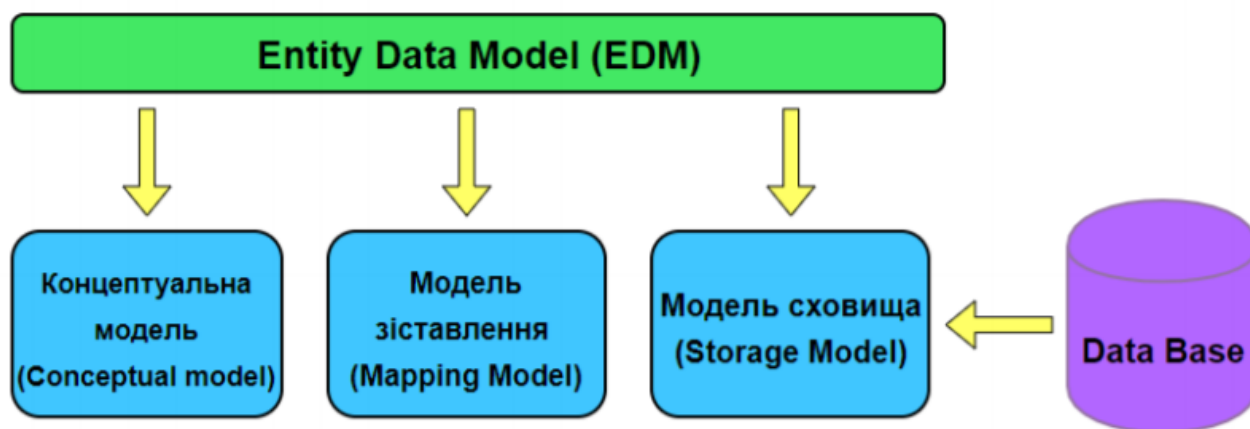 Entity Data Model (EDM)
Концептуальна
модель
(Conceptual model)
Модель
зіставлення
(Mapping Model)
Модель сховища
(Storage Model)
Data Base